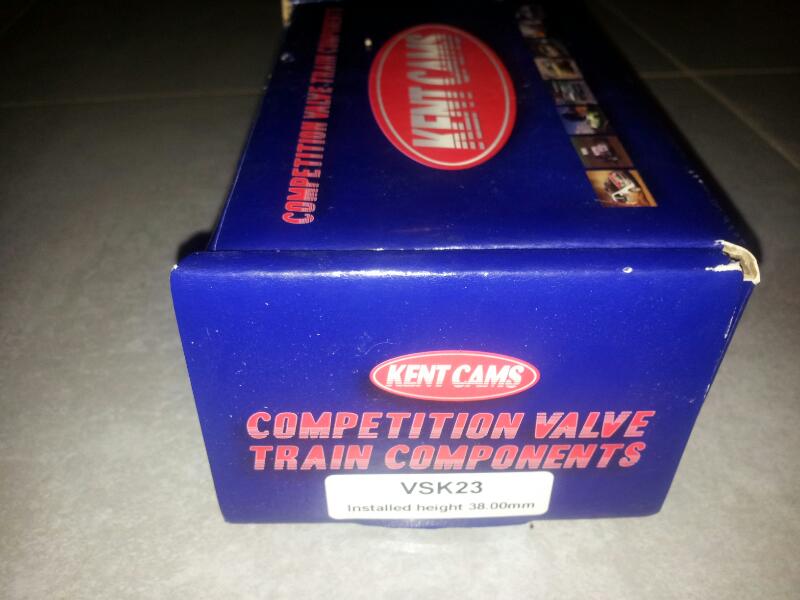 COMPETITION VALVE TRAIN COMPONENTS
KENT CAMS
KENT CAMS
COMPETITION VALVE
TRAIN COMPONENTS
VSK23
Installed height 38.00mm